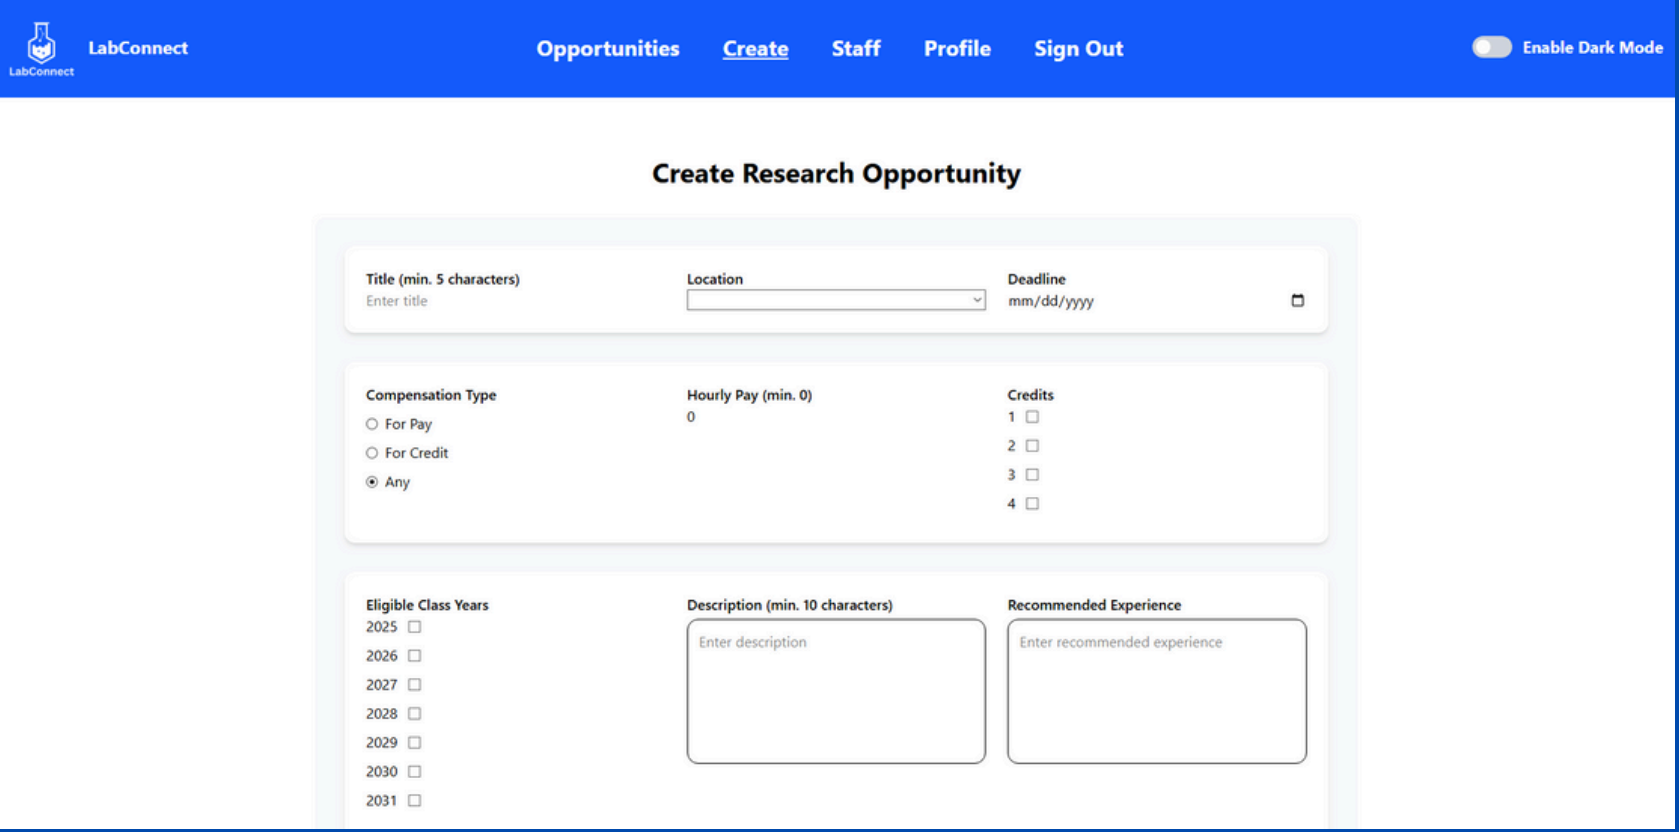 LabConnect
LabConnect
Opportunities Create Staff Profile Sign Out
Enable Dark Mode
Create Research Opportunity
Title (min. 5 characters)
Enter title
Location
Deadline
mm/dd/yyyy
Compensation Type
For Pay
For Credit
Any
Hourly Pay (min. 0)
0
Credits
1
2
3
4
Eligible Class Years
2025
2026
2027
2028
2029
2030
2031
Description (min. 10 characters)
Enter description
Recommended Experience
Enter recommended experience